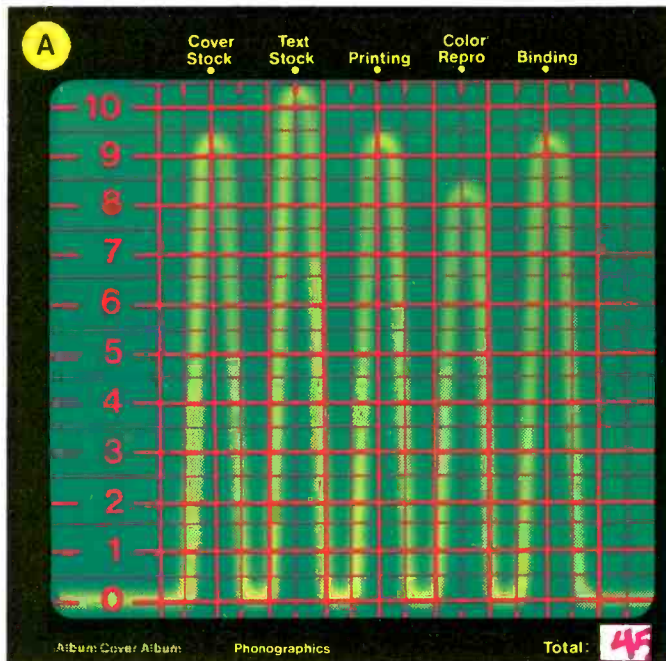 A
Cover Stock
Text Stock
Printing
Color Repro
Binding
10
9
8
7
6
5
4
3
2
1
0
Album Cover Album
Phonographics
Total: 45